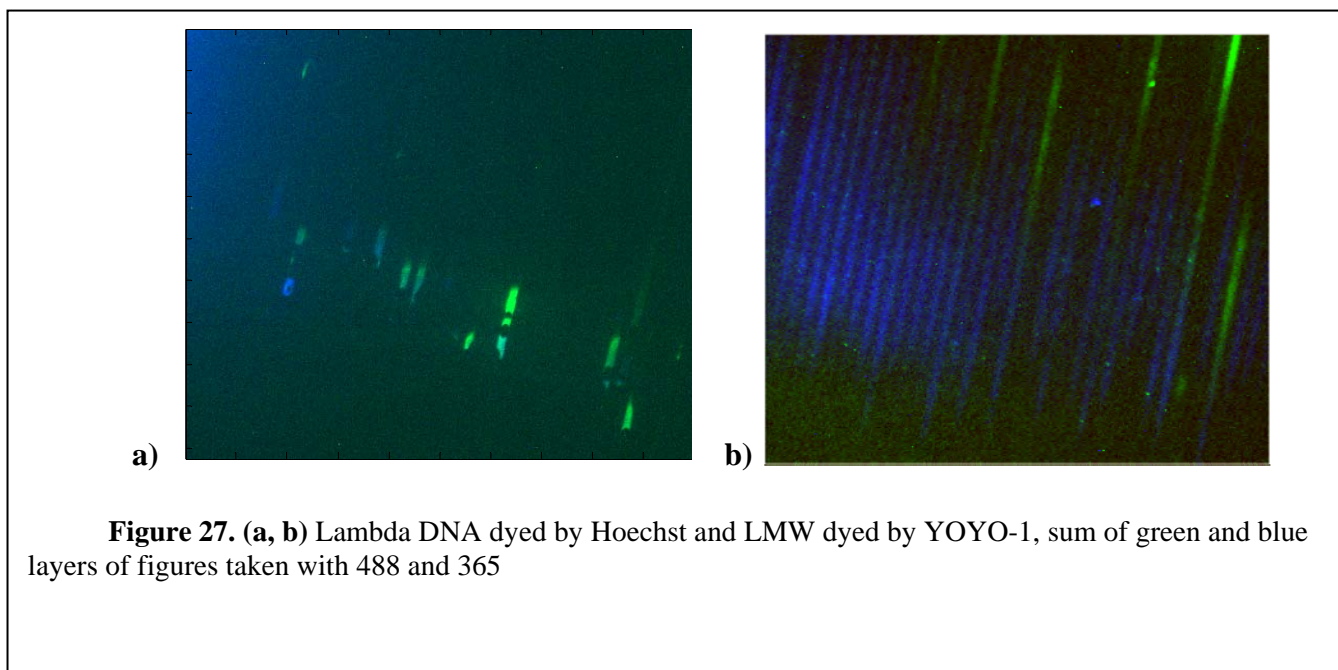 a)
b)
Figure 27. (a, b) Lambda DNA dyed by Hoechst and LMW dyed by YOYO-1, sum of green and blue
layers of figures taken with 488 and 365